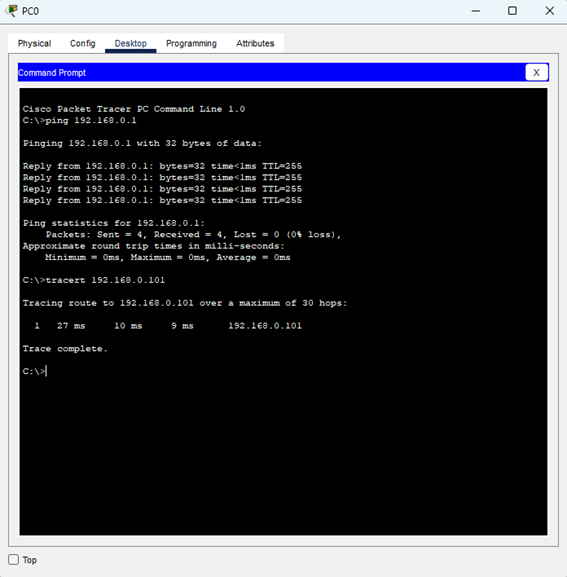 PC0
Physical Config Desktop Programming Attributes
Command Prompt
X
Cisco Packet Tracer PC Command Line 1.0
C:\>ping 192.168.0.1
Pinging 192.168.0.1 with 32 bytes of data:
Reply from 192.168.0.1: bytes=32 time<1ms TTL=255
Reply from 192.168.0.1: bytes=32 time<1ms TTL=255
Reply from 192.168.0.1: bytes=32 time<1ms TTL=255
Reply from 192.168.0.1: bytes=32 time<1ms TTL=255
Ping statistics for 192.168.0.1:
Packets: Sent = 4, Received = 4, Lost = 0 (0% loss),
Approximate round trip times in milli-seconds:
Minimum = 0ms, Maximum = 0ms, Average = 0ms
C:\>tracert 192.168.0.101
Tracing route to 192.168.0.101 over a maximum of 30 hops:
1 27 ms 10 ms 9 ms 192.168.0.101
Trace complete.
C:\>
Top